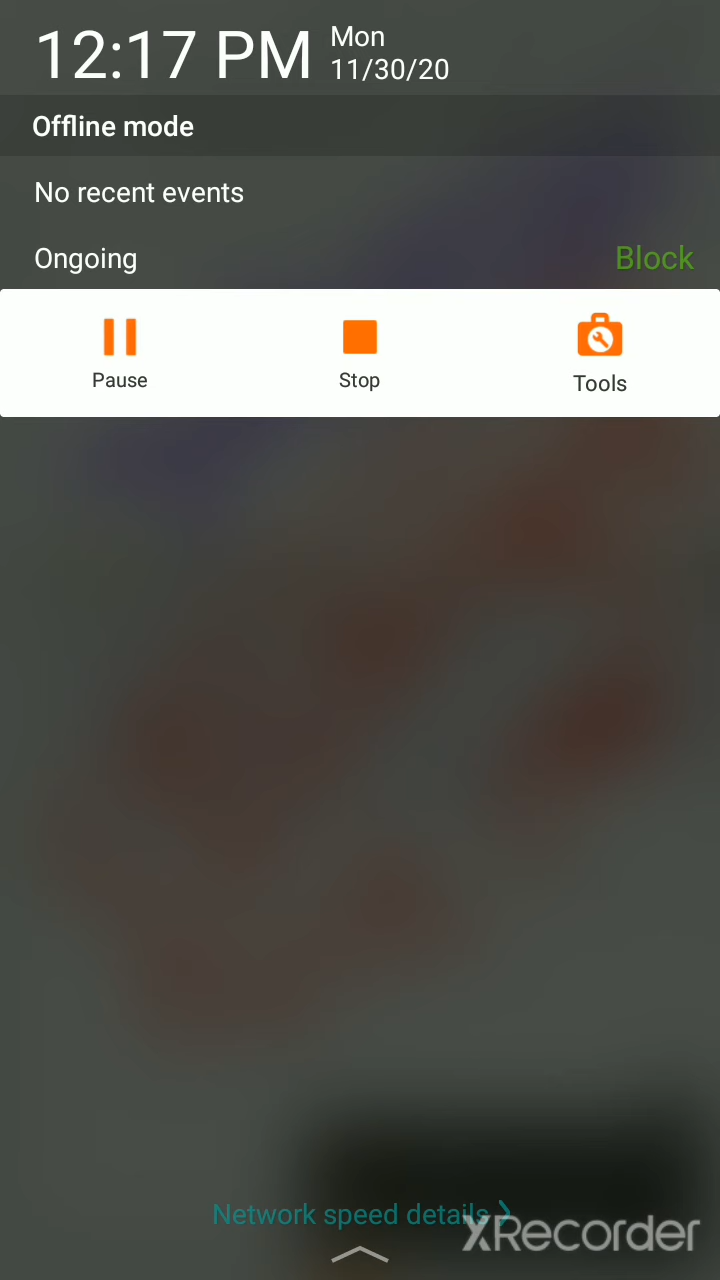 12:17 PM
Mon
11/30/20
Offline mode
No recent events
Ongoing
Block
Pause
Stop
Tools
Network speed details
XRecorder